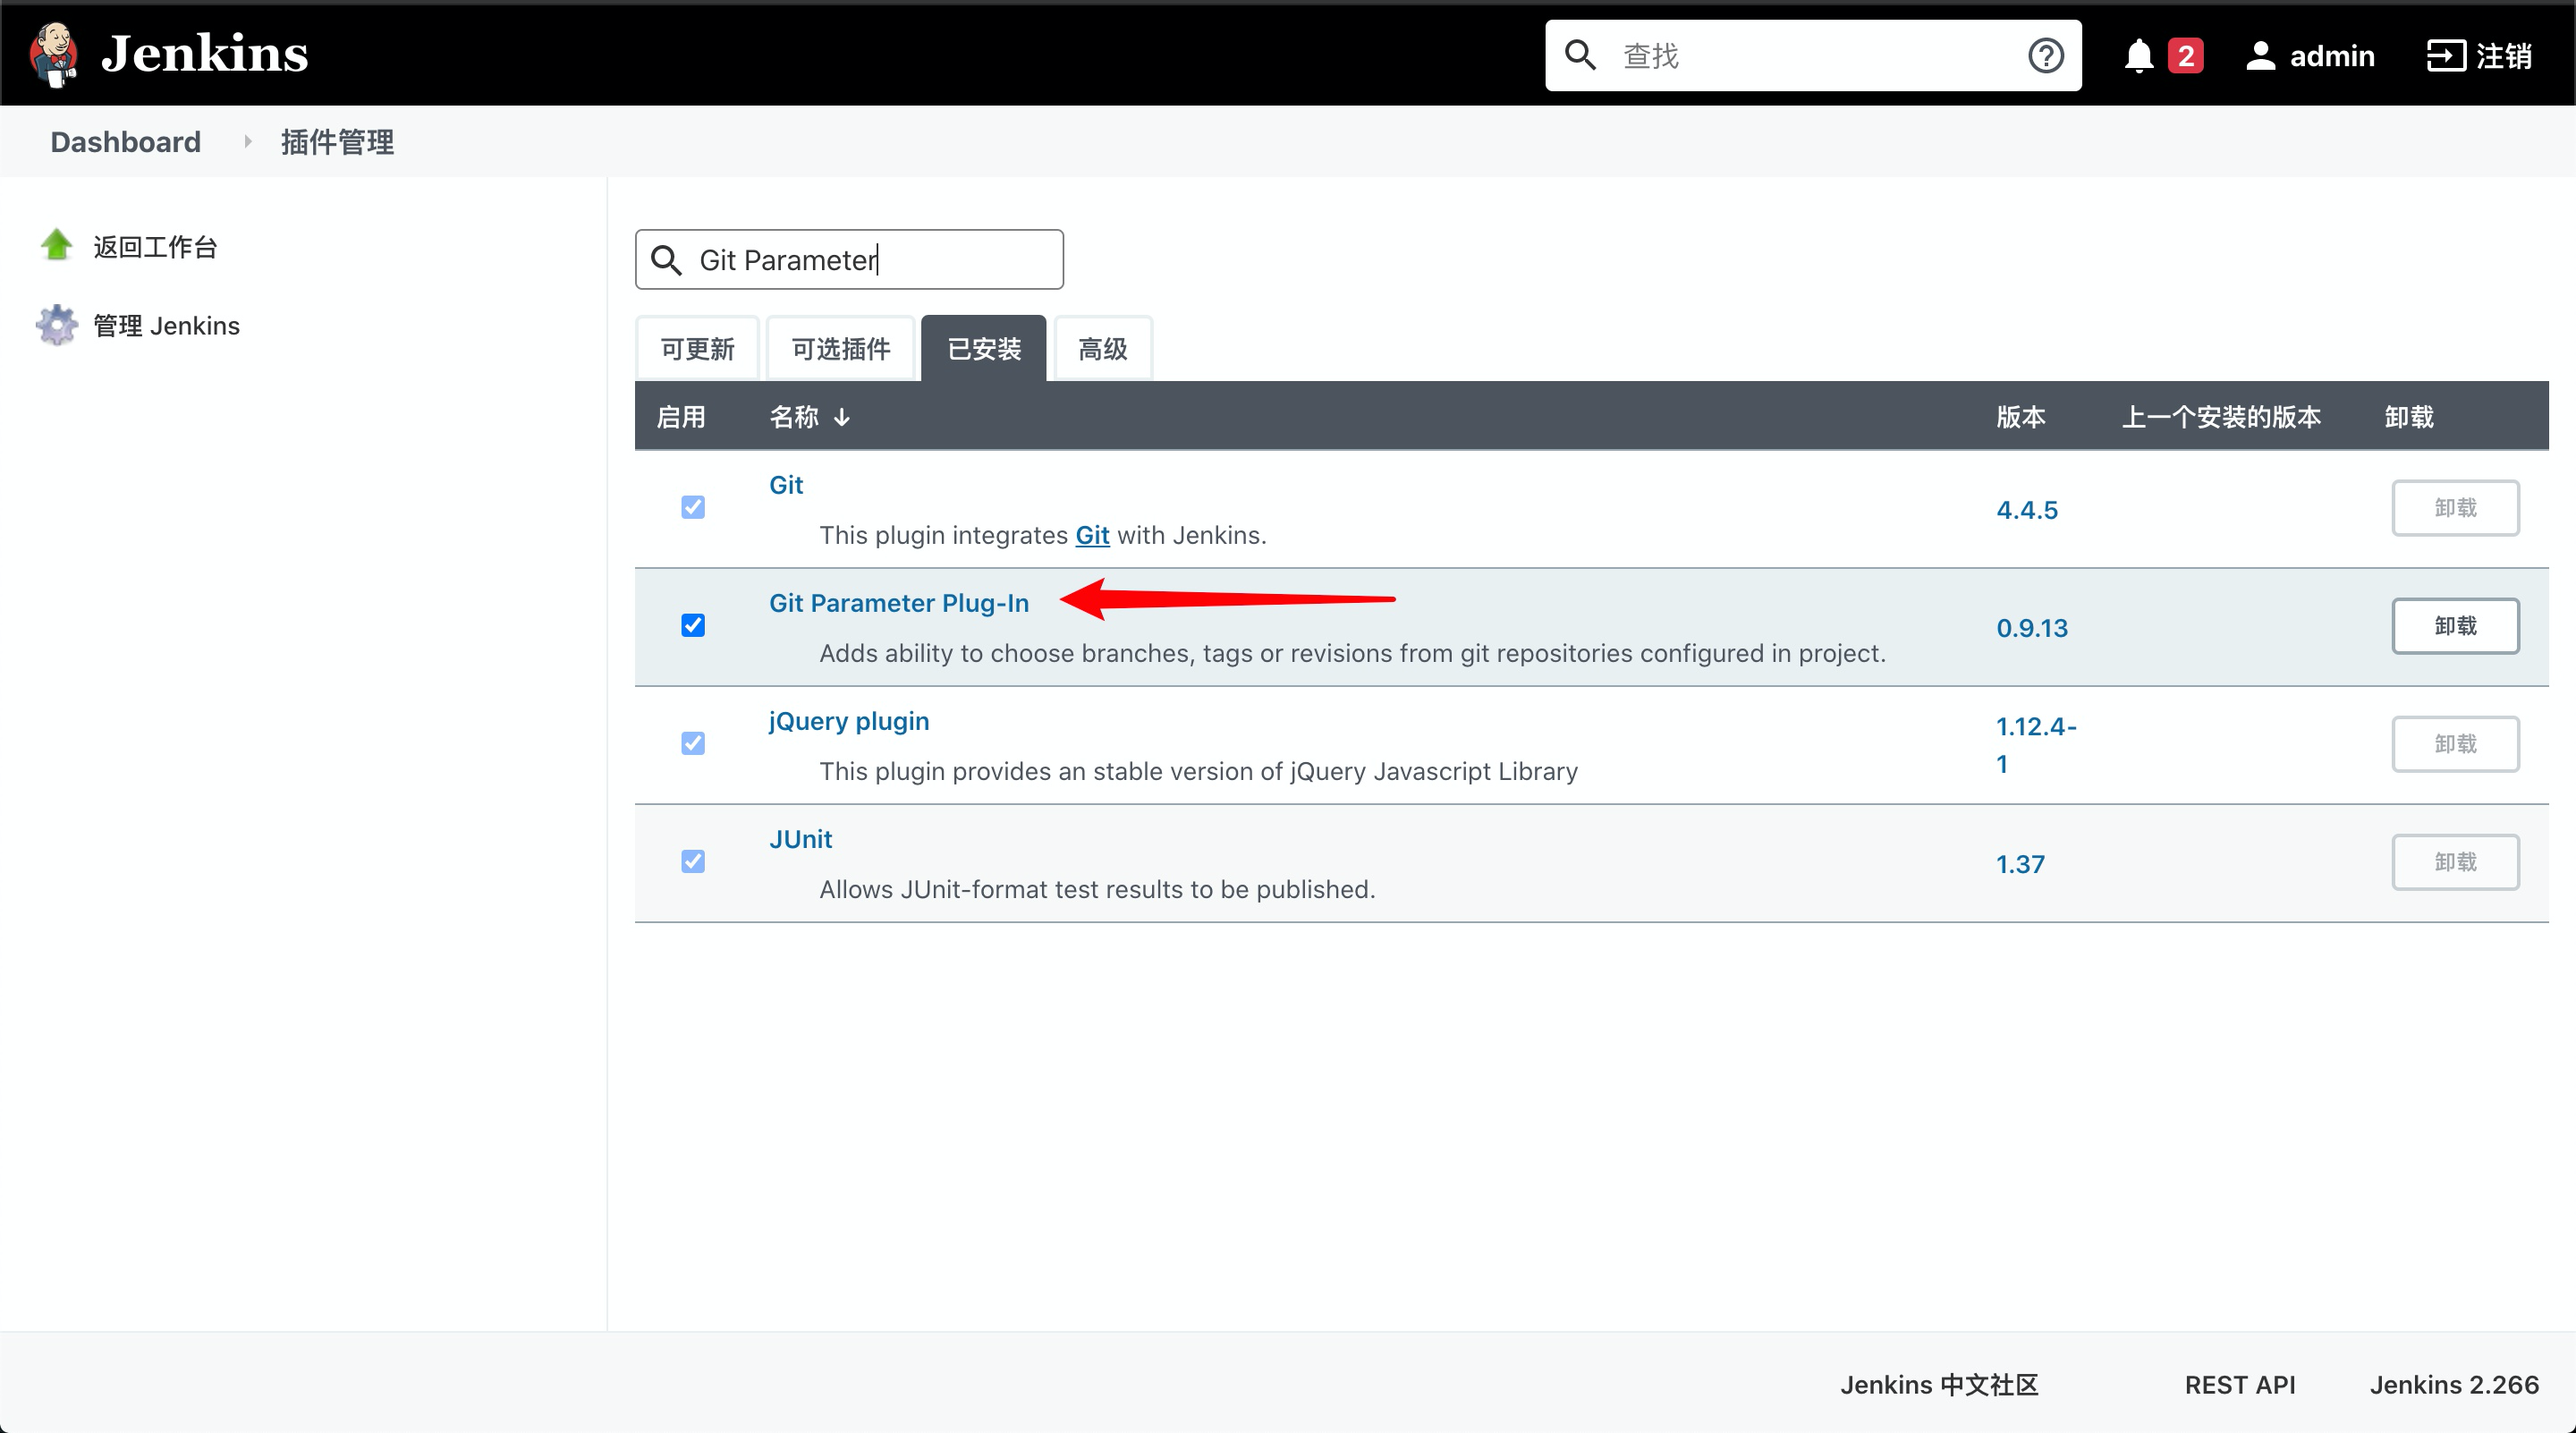 Jenkins
查找
2
admin
注销
Dashboard
插件管理
返回工作台
管理 Jenkins
Git Parameter
可更新
可选插件
已安装
高级
启用 名称 ↓ 版本 上一个安装的版本 卸载
Git
This plugin integrates Git with Jenkins.
4.4.5
卸载
Git Parameter Plug-In
Adds ability to choose branches, tags or revisions from git repositories configured in project.
0.9.13
卸载
jQuery plugin
This plugin provides an stable version of jQuery Javascript Library
1.12.4-
1
卸载
JUnit
Allows JUnit-format test results to be published.
1.37
卸载
Jenkins 中文社区
REST API
Jenkins 2.266